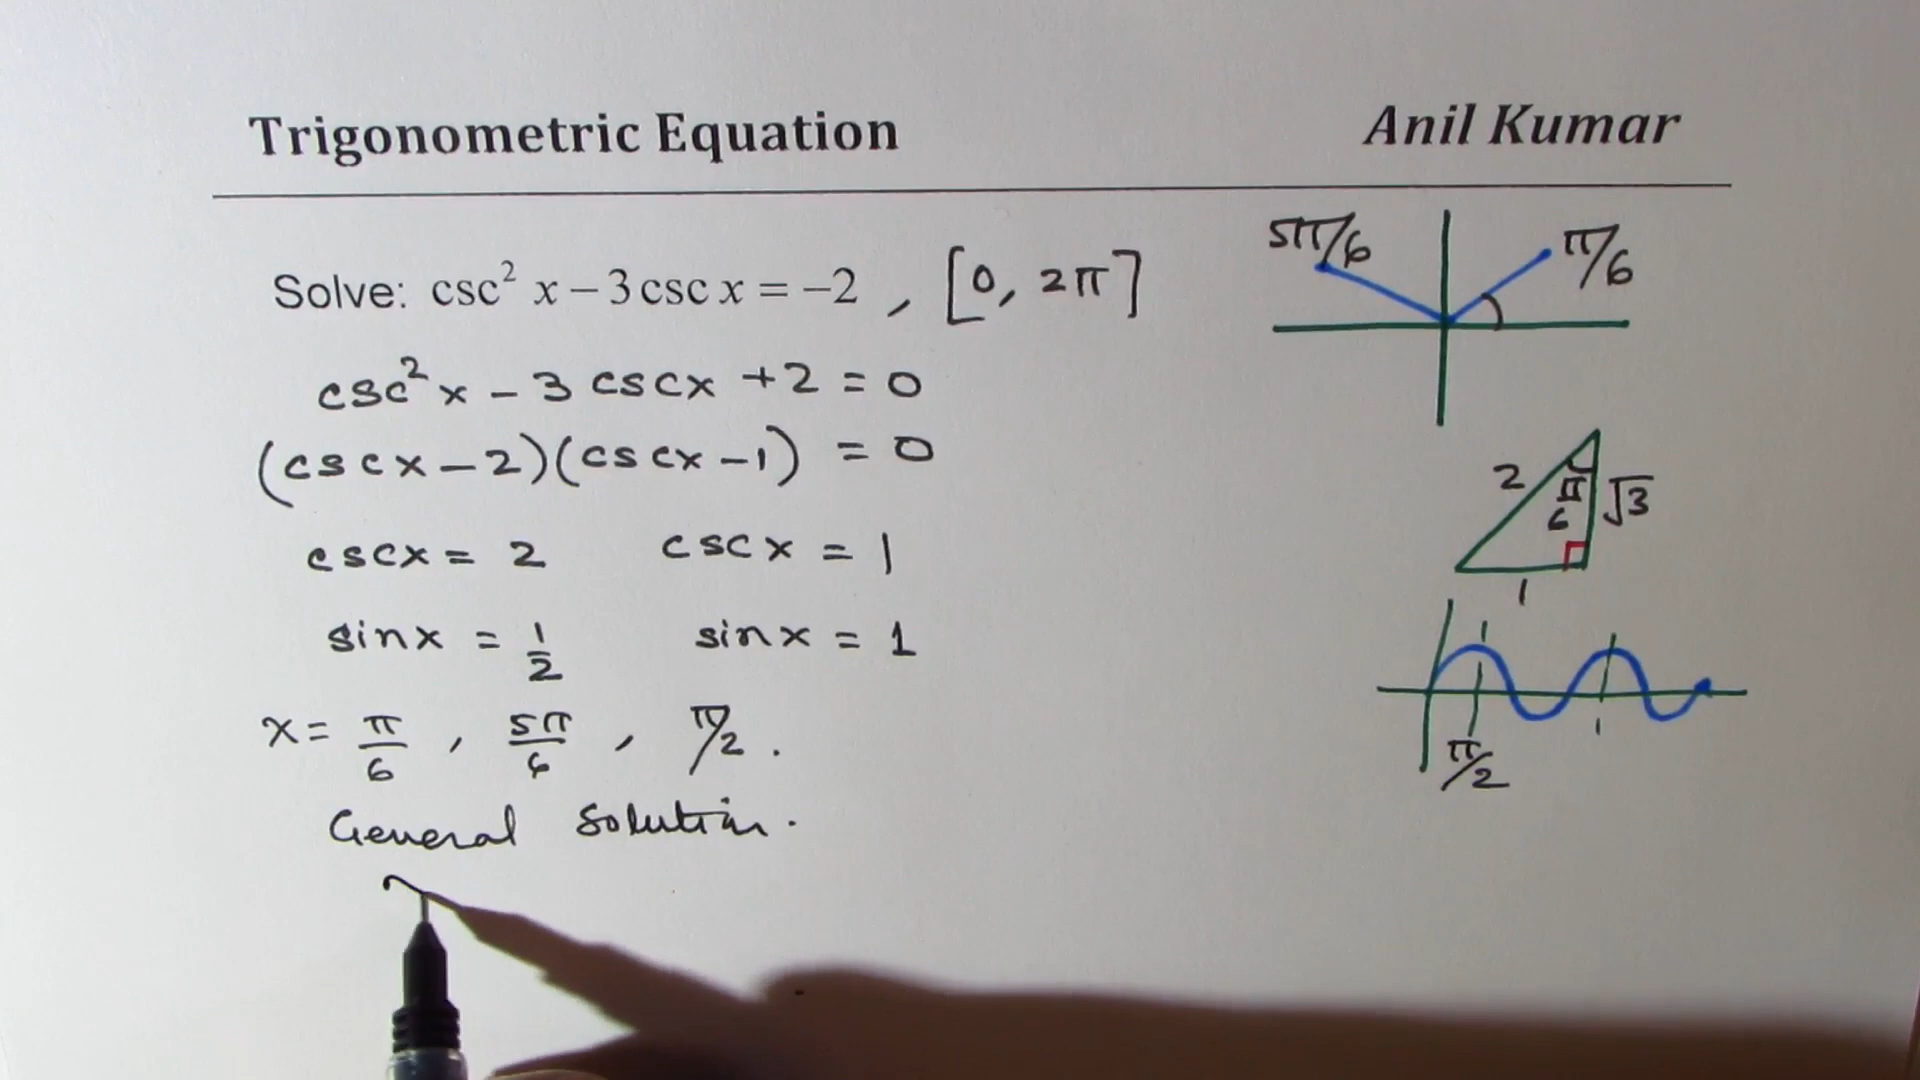 Trigonometric Equation Anil Kumar
Solve: csc² x − 3 csc x = −2 , [0, 2π]
csc²x - 3 cscx + 2 = 0
(cscx - 2)(cscx - 1) = 0
cscx = 2 cscx = 1
sinx = 1/2 sinx = 1
x = π/6 , 5π/6 , π/2 .
General Solution.
5π/6 π/6
2 π/6 √3
1
π/2